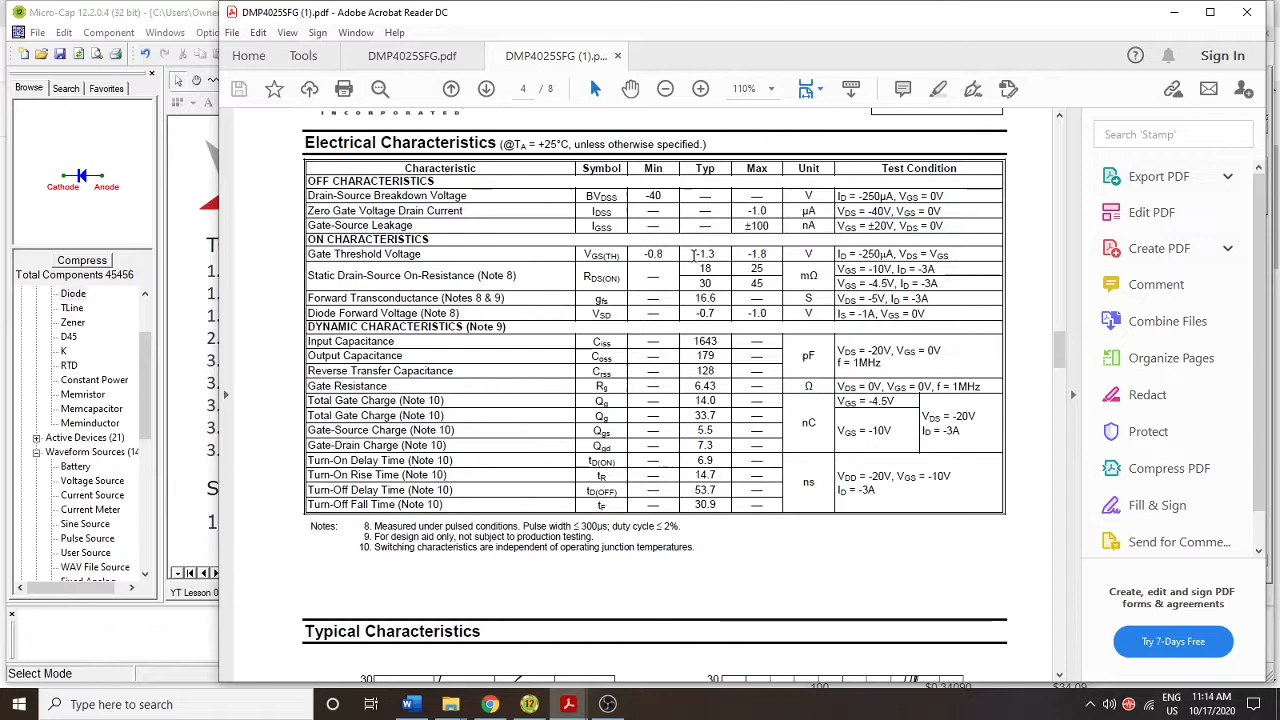 Micro-Cap 12.2.0.4 (32 bit) - [C:\Users\Owner
DMP4025SFG (1).pdf - Adobe Acrobat Reader DC
File Edit Component Windows Optio
File Edit View Sign Window Help
Home Tools DMP4025SFG.pdf DMP4025SFG (1).p... × Sign In
Browse Search Favorites
4 / 8 110%
INCORPORATED
Search 'Stamp'
Cathode Anode
Compress
Total Components 45456
Diode
TLine
Zener
D45
K
RTD
Constant Power
Memristor
Memcapacitor
Meminductor
Active Devices (21)
Waveform Sources (14
Battery
Voltage Source
Current Source
Current Meter
Sine Source
Pulse Source
User Source
WAV File Source
Fixed Analog
Select Mode
T
1.
1.
2.
3.
3.
3.
S
1
YT Lesson 0
Electrical Characteristics (@TA = +25°C, unless otherwise specified.)
Characteristic Symbol Min Typ Max Unit Test Condition
OFF CHARACTERISTICS
Drain-Source Breakdown Voltage BVDSS -40 — — V ID = -250µA, VGS = 0V
Zero Gate Voltage Drain Current IDSS — — -1.0 µA VDS = -40V, VGS = 0V
Gate-Source Leakage IGSS — — ±100 nA VGS = ±20V, VDS = 0V
ON CHARACTERISTICS
Gate Threshold Voltage VGS(TH) -0.8 -1.3 -1.8 V ID = -250µA, VDS = VGS
Static Drain-Source On-Resistance (Note 8) RDS(ON) — 18 25 mΩ VGS = -10V, ID = -3A
30 45 VGS = -4.5V, ID = -3A
Forward Transconductance (Notes 8 & 9) gfs — 16.6 — S VDS = -5V, ID = -3A
Diode Forward Voltage (Note 8) VSD — -0.7 -1.0 V IS = -1A, VGS = 0V
DYNAMIC CHARACTERISTICS (Note 9)
Input Capacitance Ciss — 1643 — pF VDS = -20V, VGS = 0V
Output Capacitance Coss — 179 — f = 1MHz
Reverse Transfer Capacitance Crss — 128 —
Gate Resistance Rg — 6.43 — Ω VDS = 0V, VGS = 0V, f = 1MHz
Total Gate Charge (Note 10) Qg — 14.0 — nC VGS = -4.5V VDS = -20V
Total Gate Charge (Note 10) Qg — 33.7 — VGS = -10V ID = -3A
Gate-Source Charge (Note 10) Qgs — 5.5 —
Gate-Drain Charge (Note 10) Qgd — 7.3 —
Turn-On Delay Time (Note 10) tD(ON) — 6.9 — ns VDD = -20V, VGS = -10V
Turn-On Rise Time (Note 10) tR — 14.7 — ID = -3A
Turn-Off Delay Time (Note 10) tD(OFF) — 53.7 —
Turn-Off Fall Time (Note 10) tF — 30.9 —
Notes: 8. Measured under pulsed conditions. Pulse width ≤ 300µs; duty cycle ≤ 2%.
9. For design aid only, not subject to production testing.
10. Switching characteristics are independent of operating junction temperatures.
Typical Characteristics
30 30
Export PDF
Edit PDF
Create PDF
Comment
Combine Files
Organize Pages
Redact
Protect
Compress PDF
Fill & Sign
Send for Comme...
Create, edit and sign PDF
forms & agreements
Try 7-Days Free
Type here to search
ENG 11:14 AM
US 10/17/2020